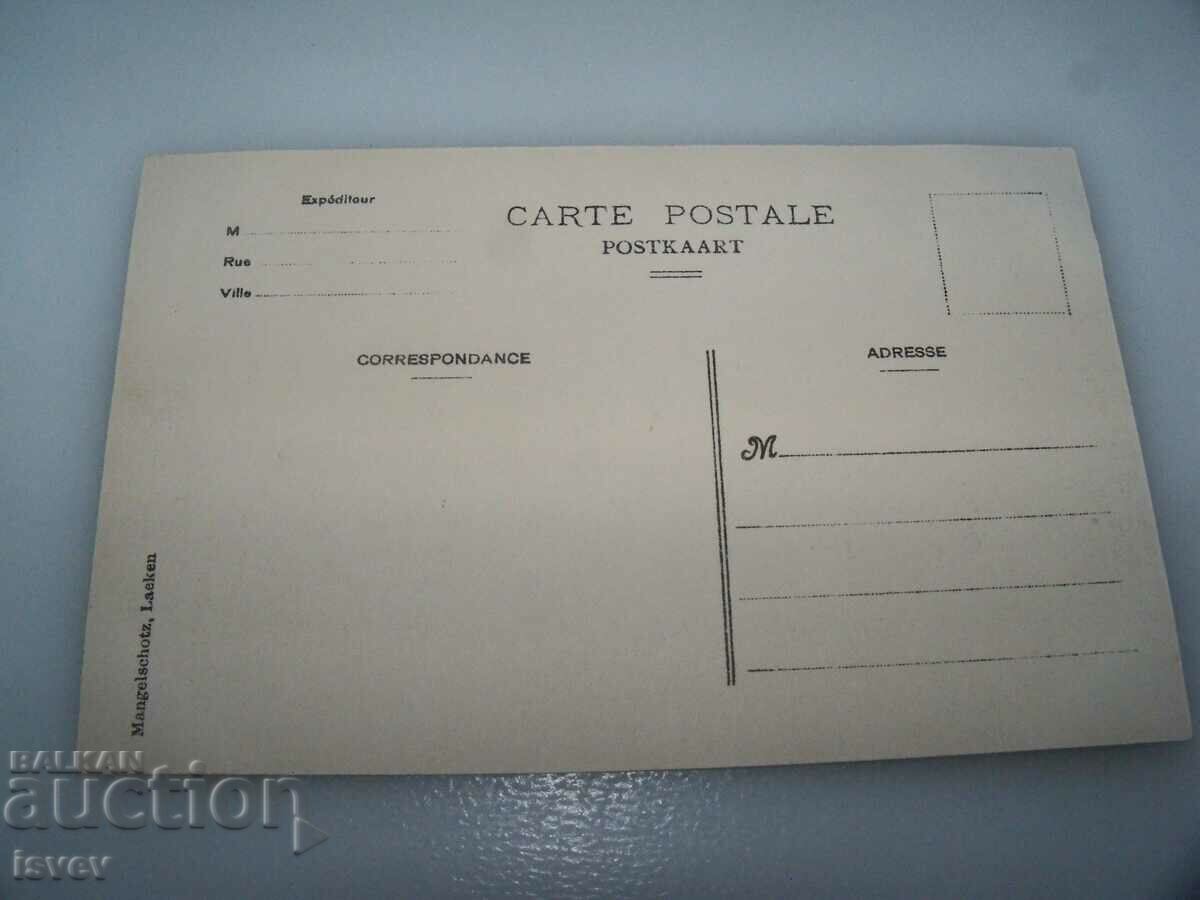 Expéditeur
M
Rue
Ville
CARTE POSTALE
POSTKAART
CORRESPONDANCE
ADRESSE
M
Mangelschotz, Laeken
BALKAN
auction
isvev